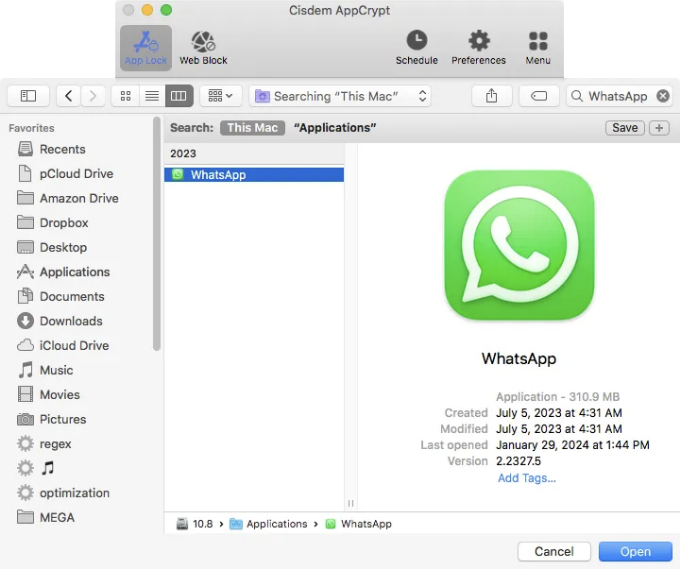 Cisdem AppCrypt
App Lock Web Block Schedule Preferences Menu
Searching “This Mac” WhatsApp
Favorites
Recents
pCloud Drive
Amazon Drive
Dropbox
Desktop
Applications
Documents
Downloads
iCloud Drive
Music
Movies
Pictures
regex
optimization
MEGA
Search: This Mac “Applications” Save +
2023
WhatsApp
WhatsApp
Application - 310.9 MB
Created July 5, 2023 at 4:31 AM
Modified July 5, 2023 at 4:31 AM
Last opened January 29, 2024 at 1:44 PM
Version 2.2327.5
Add Tags...
10.8 › Applications › WhatsApp
Cancel Open